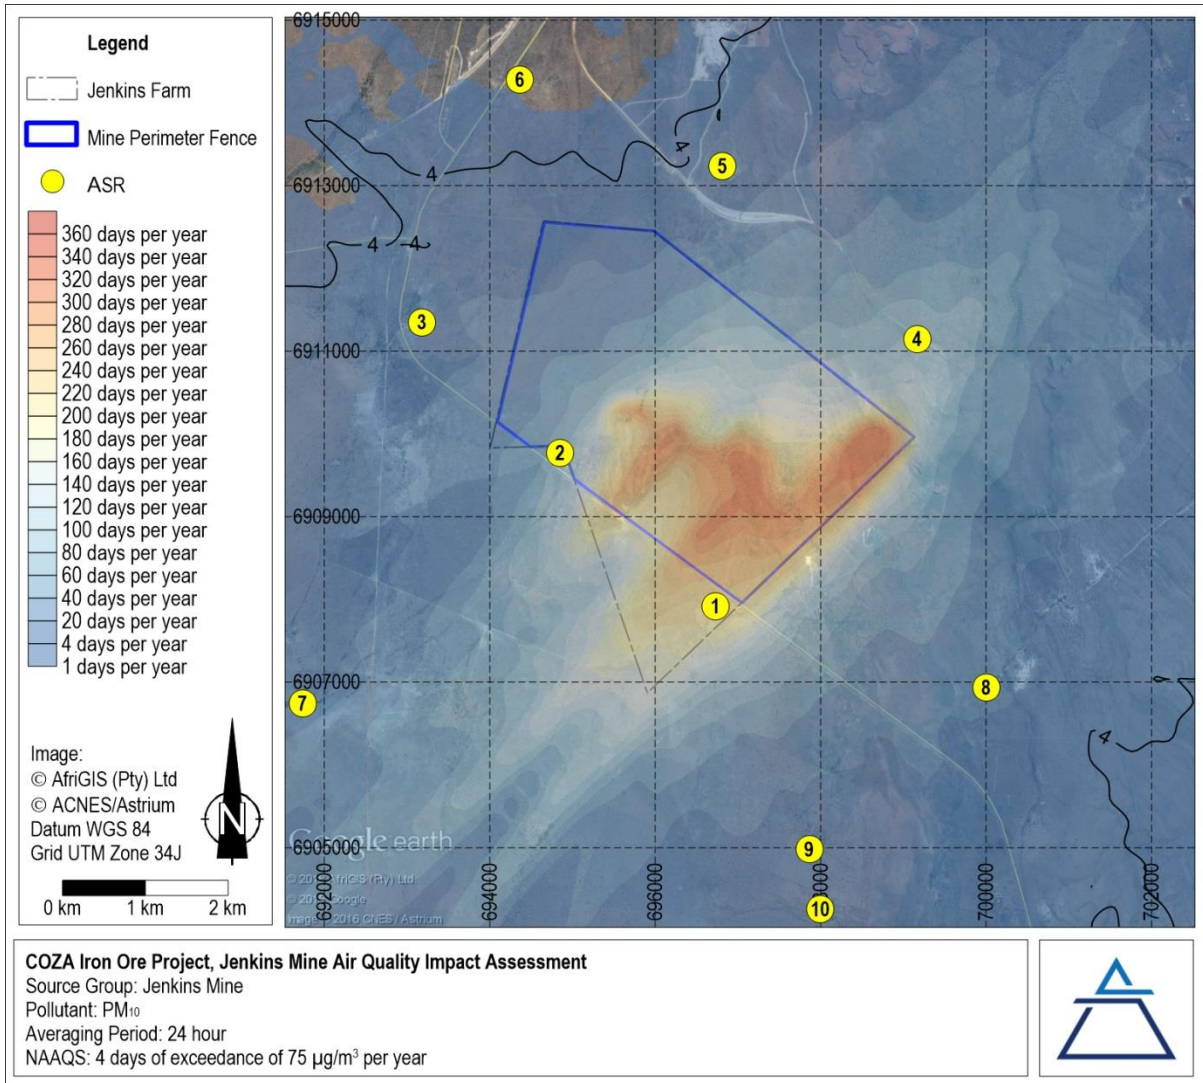 Legend
Jenkins Farm
Mine Perimeter Fence
ASR
360 days per year
340 days per year
320 days per year
300 days per year
280 days per year
260 days per year
240 days per year
220 days per year
200 days per year
180 days per year
160 days per year
140 days per year
120 days per year
100 days per year
80 days per year
60 days per year
40 days per year
20 days per year
4 days per year
1 days per year
Image:
© AfriGIS (Pty) Ltd
© ACNES/Astrium
Datum WGS 84
Grid UTM Zone 34J
N
0 km 1 km 2 km
6915000
6
4
5
6913000
4
4
4
3
4
6911000
2
6909000
1
6907000
7
8
4
6905000
9
10
Google earth
692000
694000
696000
700000
702000
COZA Iron Ore Project, Jenkins Mine Air Quality Impact Assessment
Source Group: Jenkins Mine
Pollutant: PM10
Averaging Period: 24 hour
NAAQS: 4 days of exceedance of 75 µg/m³ per year